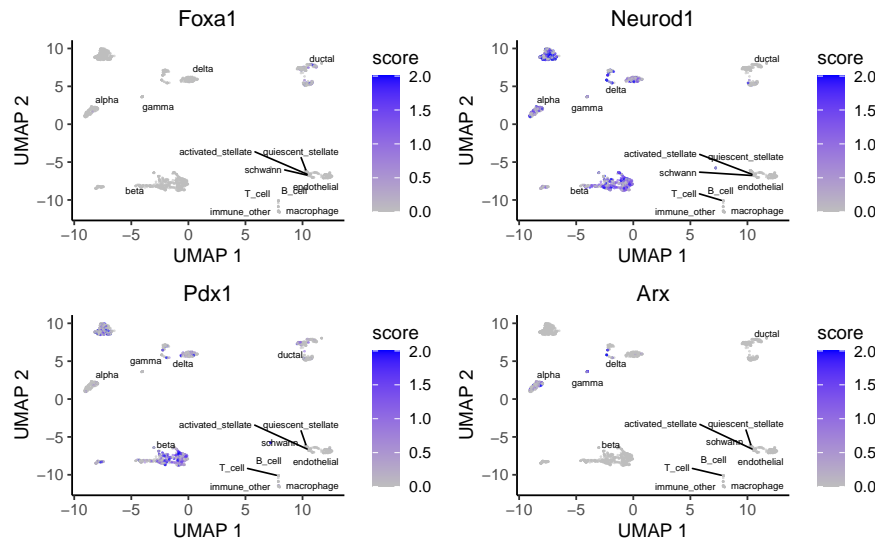 Foxa1
UMAP 2
10
5
0
−5
−10
delta
ductal
alpha
gamma
activated_stellate
quiescent_stellate
schwann
endothelial
beta
T_cell
B_cell
immune_other
macrophage
−10
−5
0
5
10
UMAP 1
score
2.0
1.5
1.0
0.5
0.0
Neurod1
UMAP 2
10
5
0
−5
−10
ductal
delta
alpha
gamma
activated_stellate
quiescent_stellate
schwann
endothelial
beta
T_cell
B_cell
immune_other
macrophage
−10
−5
0
5
10
UMAP 1
score
2.0
1.5
1.0
0.5
0.0
Pdx1
UMAP 2
10
5
0
−5
−10
gamma
delta
ductal
alpha
activated_stellate
quiescent_stellate
beta
schwann
endothelial
T_cell
B_cell
immune_other
macrophage
−10
−5
0
5
10
UMAP 1
score
2.0
1.5
1.0
0.5
0.0
Arx
UMAP 2
10
5
0
−5
−10
ductal
delta
alpha
gamma
activated_stellate
quiescent_stellate
schwann
endothelial
beta
T_cell
B_cell
immune_other
macrophage
−10
−5
0
5
10
UMAP 1
score
2.0
1.5
1.0
0.5
0.0